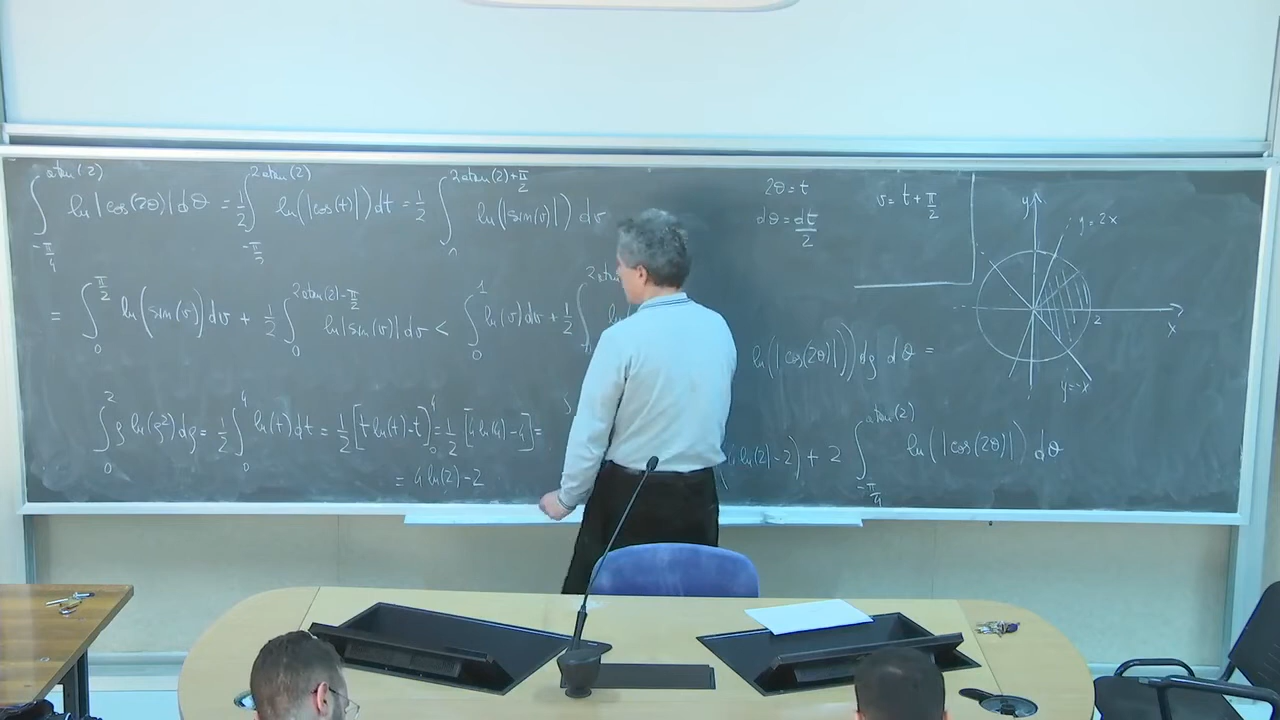 ∫_{-π/4}^{atan(2)} ln|cos(2θ)|dθ = 1/2 ∫_{-π/2}^{2atan(2)} ln(|cos(t)|)dt = 1/2 ∫_{0}^{2atan(2)+π/2} ln(|sin(v)|) dv
2θ = t
dθ = dt/2
v = t + π/2
= ∫_0^{π/2} ln(sin(v))dv + 1/2 ∫_0^{2atan(2)-π/2} ln|sin(v)|dv < ∫_0^1 ln(v)dv + 1/2 ∫
ln(|cos(2θ)|))dρ dθ =
∫_0^2 ρ ln(ρ²)dρ = 1/2 ∫_0^4 ln(t)dt = 1/2 [t ln(t)-t]_0^4 = 1/2 [4ln(4)-4] =
= 4 ln(2)-2
(4 ln(2)-2) + 2 ∫_{-π/4}^{atan(2)} ln(|cos(2θ)|)dθ
y
y = 2x
2
x
y=-x